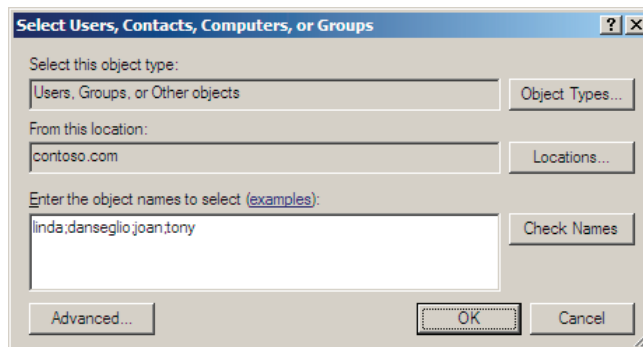 Select Users, Contacts, Computers, or Groups
Select this object type:
Users, Groups, or Other objects
Object Types...
From this location:
contoso.com
Locations...
Enter the object names to select (examples):
linda;danseglio;joan;tony
Check Names
Advanced...
OK
Cancel